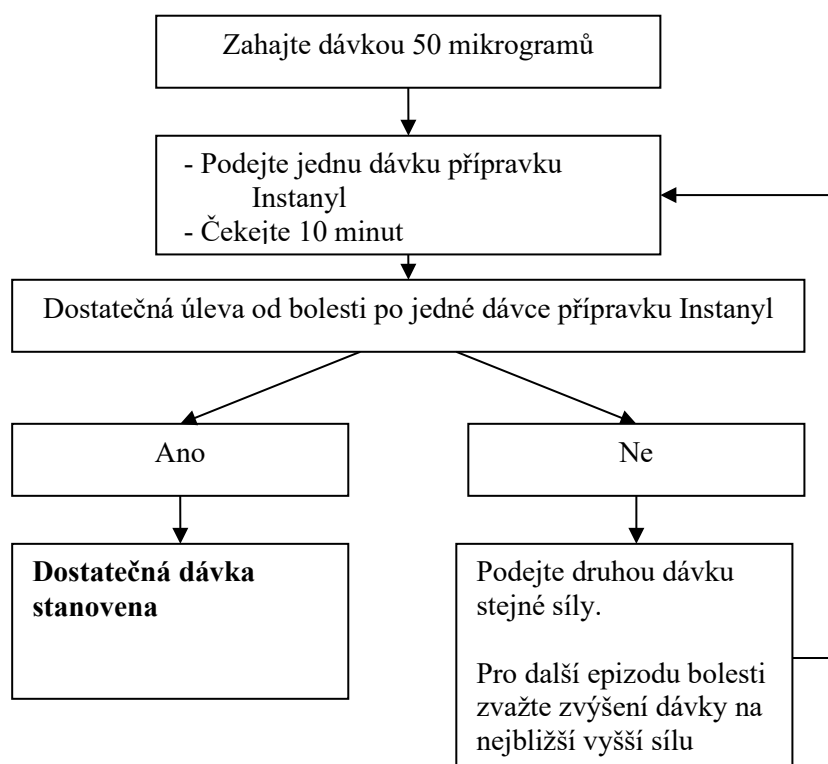 Zahajte dávkou 50 mikrogramů
- Podejte jednu dávku přípravku
Instanyl
- Čekejte 10 minut
Dostatečná úleva od bolesti po jedné dávce přípravku Instanyl
Ano
Ne
Dostatečná dávka
stanovena
Podejte druhou dávku
stejné síly.
Pro další epizodu bolesti
zvažte zvýšení dávky na
nejbližší vyšší sílu